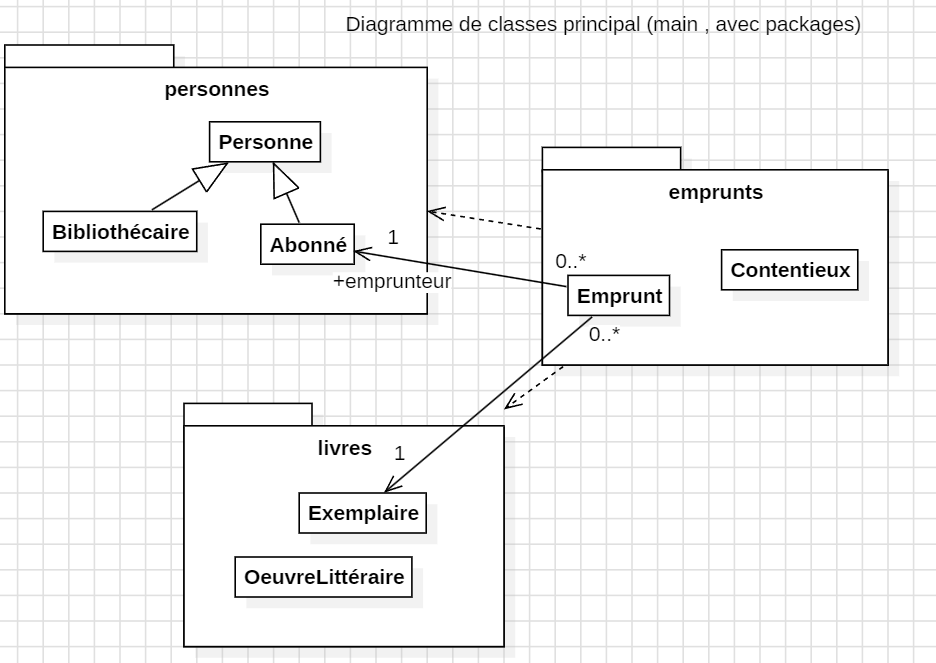 Diagramme de classes principal (main , avec packages)
personnes
Personne
Bibliothécaire
Abonné
1
+emprunteur
emprunts
0..*
Contentieux
Emprunt
0..*
livres
1
Exemplaire
OeuvreLittéraire